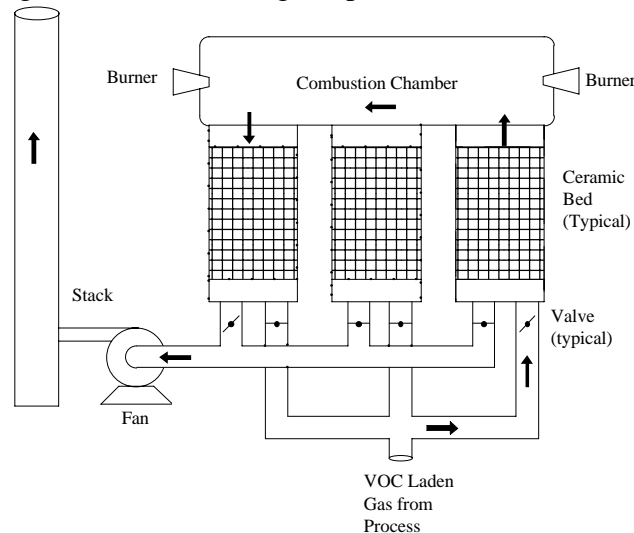 Burner
Combustion Chamber
Burner
Ceramic
Bed
(Typical)
Stack
Valve
(typical)
Fan
VOC Laden
Gas from
Process